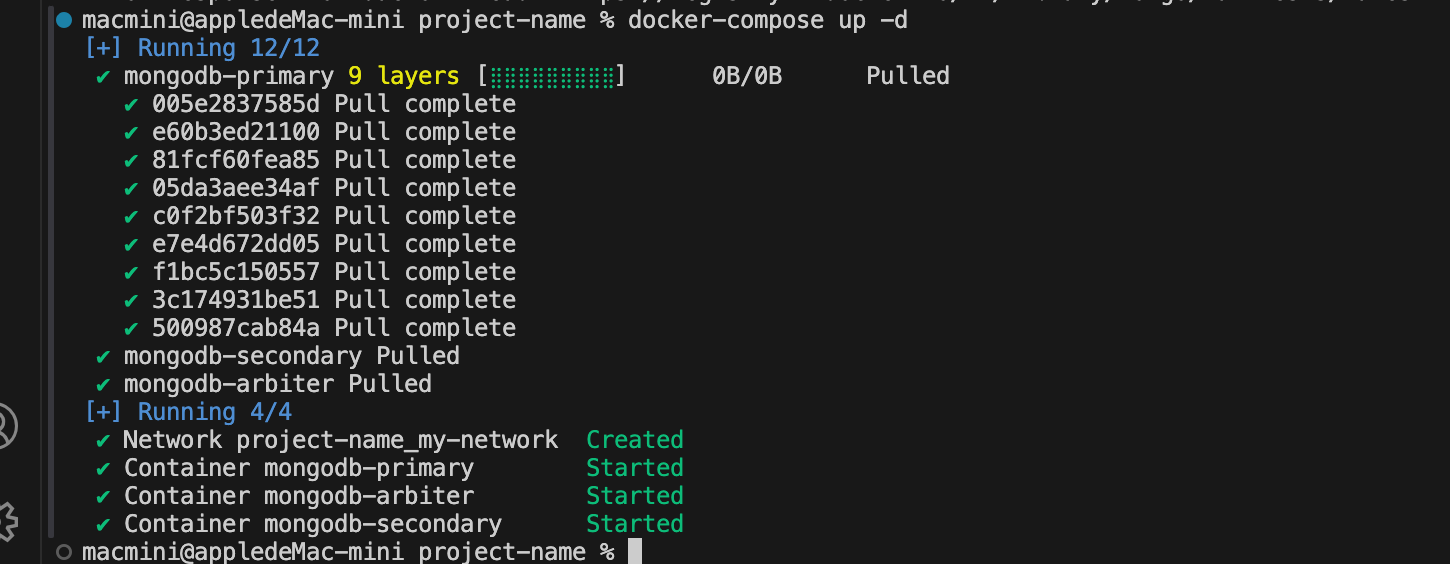 macmini@appledeMac-mini project-name % docker-compose up -d
[+] Running 12/12
✔ mongodb-primary 9 layers [⣿⣿⣿⣿⣿⣿⣿⣿⣿] 0B/0B Pulled
✔ 005e2837585d Pull complete
✔ e60b3ed21100 Pull complete
✔ 81fcf60fea85 Pull complete
✔ 05da3aee34af Pull complete
✔ c0f2bf503f32 Pull complete
✔ e7e4d672dd05 Pull complete
✔ f1bc5c150557 Pull complete
✔ 3c174931be51 Pull complete
✔ 500987cab84a Pull complete
✔ mongodb-secondary Pulled
✔ mongodb-arbiter Pulled
[+] Running 4/4
✔ Network project-name_my-network Created
✔ Container mongodb-primary Started
✔ Container mongodb-arbiter Started
✔ Container mongodb-secondary Started
macmini@appledeMac-mini project-name %